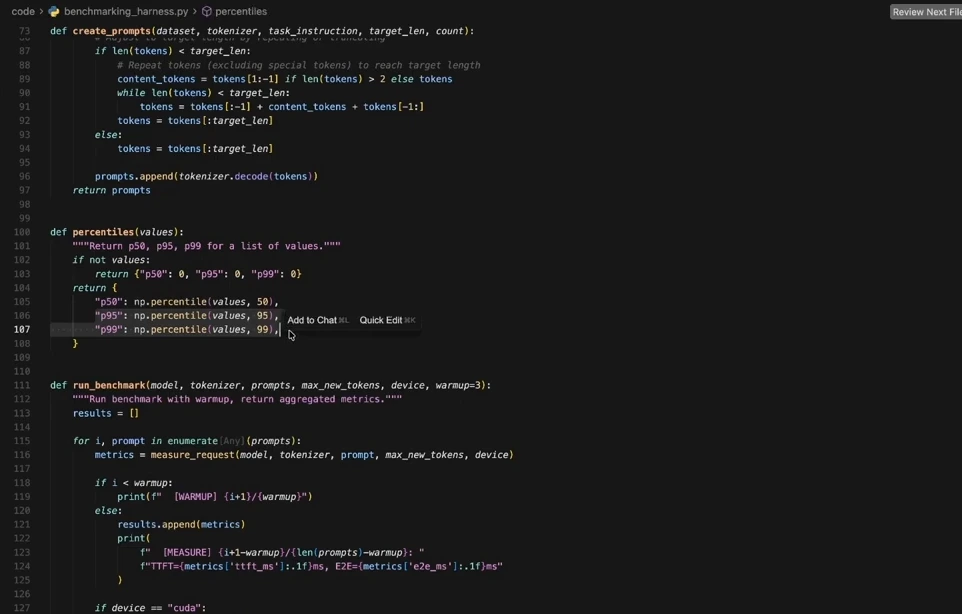 code > benchmarking_harness.py > percentiles
Review Next File
73 def create_prompts(dataset, tokenizer, task_instruction, target_len, count):
86 # Adjust to target length by repeating or truncating
87 if len(tokens) < target_len:
88 # Repeat tokens (excluding special tokens) to reach target length
89 content_tokens = tokens[1:-1] if len(tokens) > 2 else tokens
90 while len(tokens) < target_len:
91 tokens = tokens[:-1] + content_tokens + tokens[-1:]
92 tokens = tokens[:target_len]
93 else:
94 tokens = tokens[:target_len]
95
96 prompts.append(tokenizer.decode(tokens))
97 return prompts
98
99
100 def percentiles(values):
101 """Return p50, p95, p99 for a list of values."""
102 if not values:
103 return {"p50": 0, "p95": 0, "p99": 0}
104 return {
105 "p50": np.percentile(values, 50),
106 "p95": np.percentile(values, 95),
Add to Chat ⌘L Quick Edit ⌘K
107 "p99": np.percentile(values, 99),
108 }
109
110
111 def run_benchmark(model, tokenizer, prompts, max_new_tokens, device, warmup=3):
112 """Run benchmark with warmup, return aggregated metrics."""
113 results = []
114
115 for i, prompt in enumerate[Any](prompts):
116 metrics = measure_request(model, tokenizer, prompt, max_new_tokens, device)
117
118 if i < warmup:
119 print(f" [WARMUP] {i+1}/{warmup}")
120 else:
121 results.append(metrics)
122 print(
123 f" [MEASURE] {i+1-warmup}/{len(prompts)-warmup}: "
124 f"TTFT={metrics['ttft_ms']:.1f}ms, E2E={metrics['e2e_ms']:.1f}ms"
125 )
126
127 if device == "cuda":